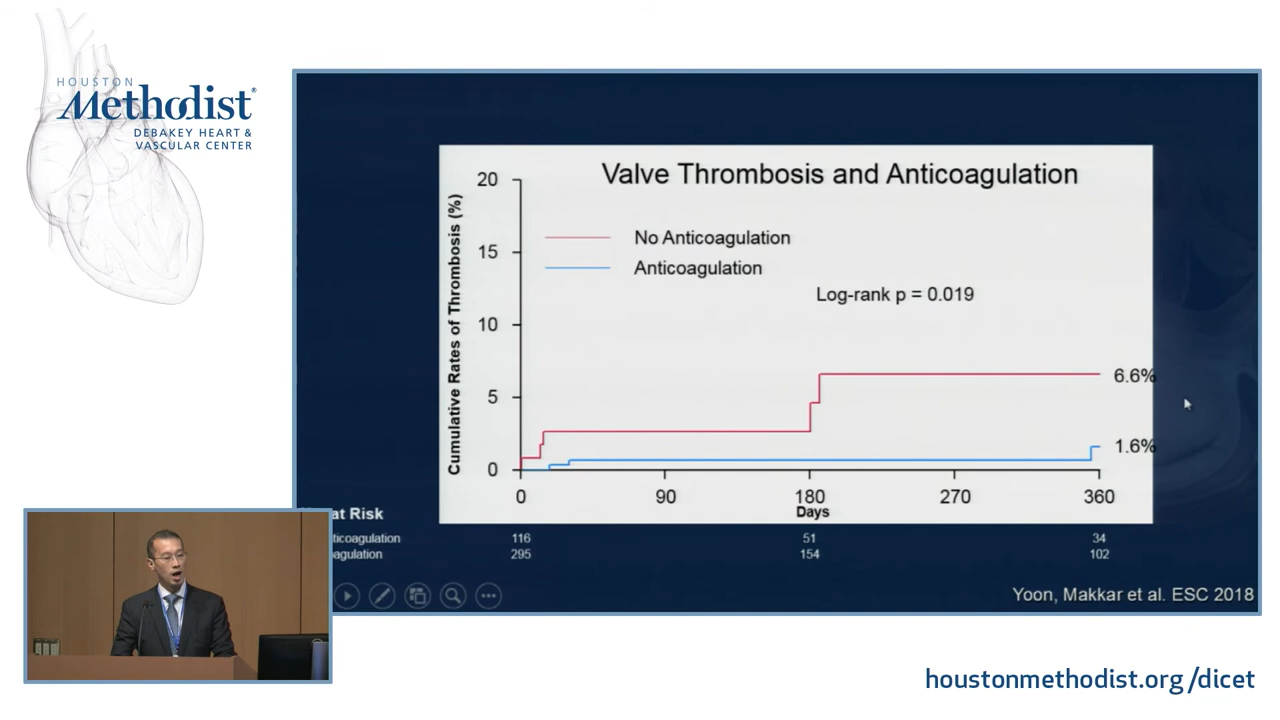 HOUSTON
Methodist®
DEBAKEY HEART &
VASCULAR CENTER
Valve Thrombosis and Anticoagulation
Cumulative Rates of Thrombosis (%)
20
15
10
5
0
No Anticoagulation
Anticoagulation
Log-rank p = 0.019
6.6%
1.6%
0 90 180 270 360
Days
at Risk
ticoagulation 116 51 34
agulation 295 154 102
Yoon, Makkar et al. ESC 2018
houstonmethodist.org/dicet